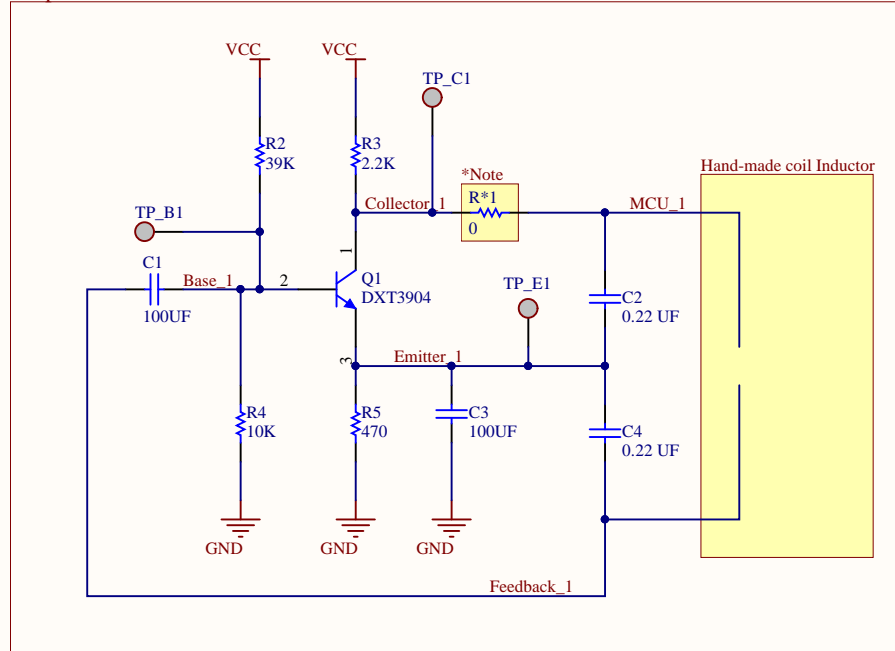 VCC
VCC
TP_C1
R2
39K
R3
2.2K
*Note
Hand-made coil Inductor
R*1
0
Collector_1
MCU_1
TP_B1
1
C1
100UF
Base_1
2
Q1
DXT3904
TP_E1
C2
0.22 UF
3
Emitter_1
R4
10K
R5
470
C3
100UF
C4
0.22 UF
GND
GND
GND
Feedback_1